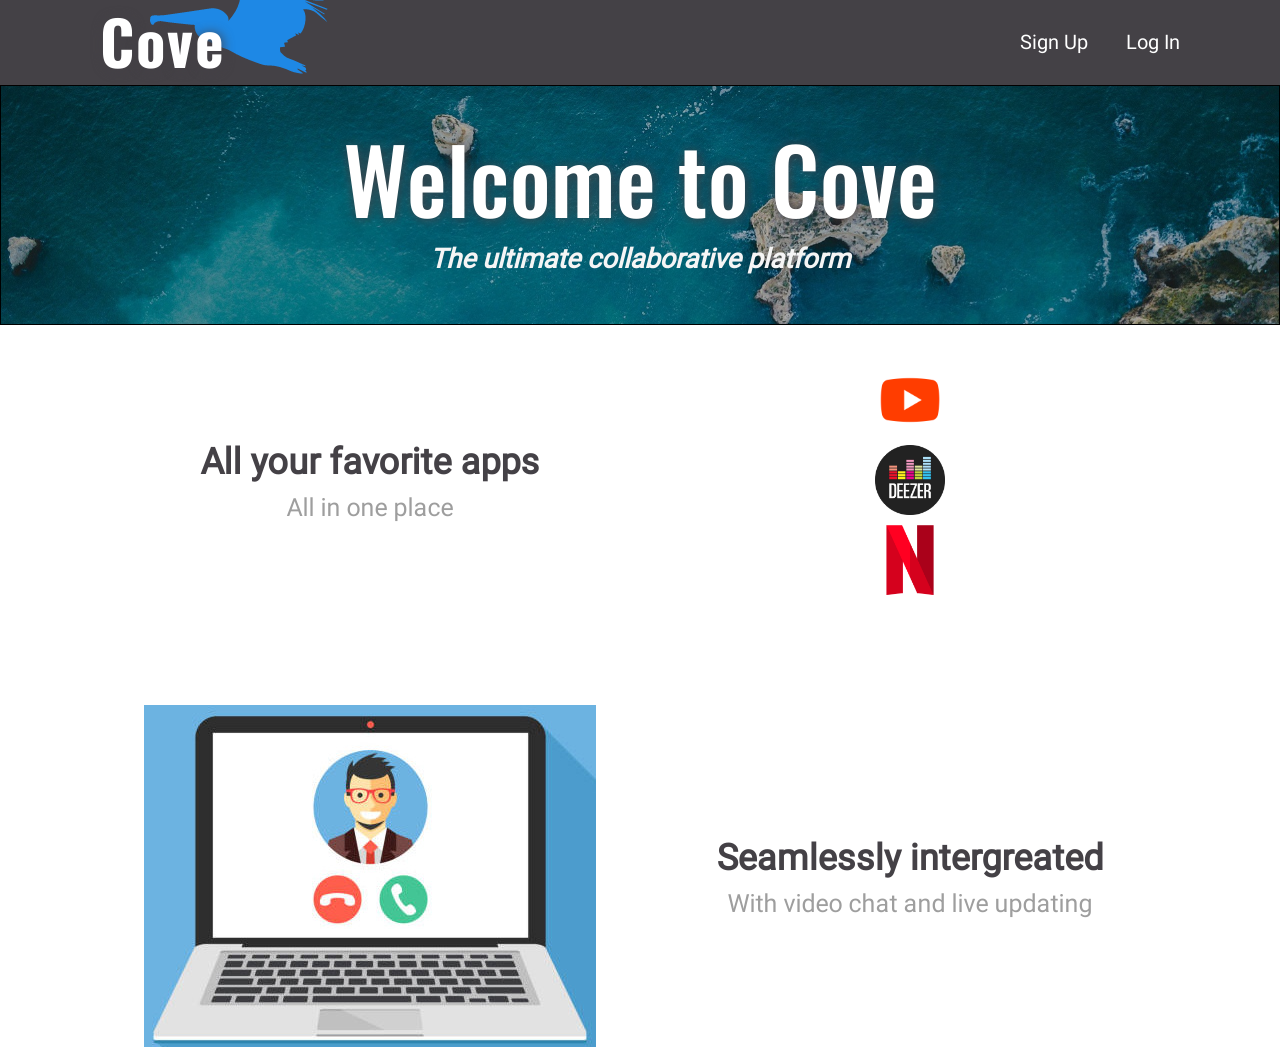 Cove
Sign Up
Log In
Welcome to Cove
The ultimate collaborative platform
All your favorite apps
All in one place
DEEZER
N
Seamlessly intergreated
With video chat and live updating